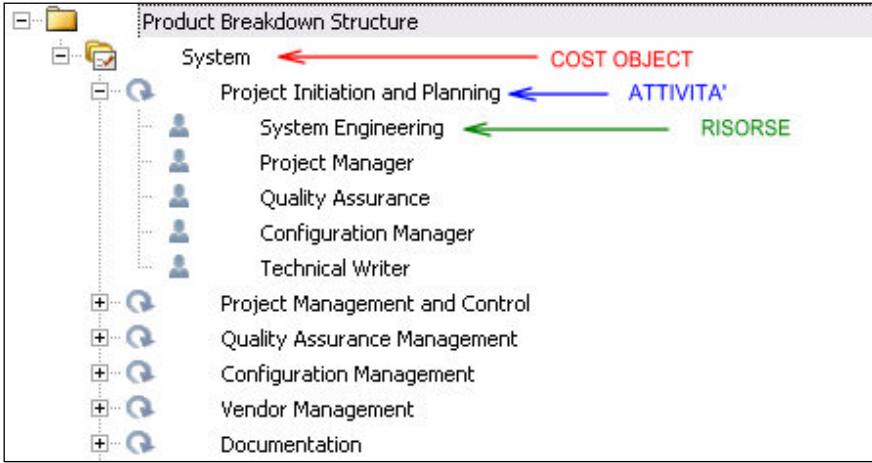 Product Breakdown Structure
System COST OBJECT
Project Initiation and Planning ATTIVITA'
System Engineering RISORSE
Project Manager
Quality Assurance
Configuration Manager
Technical Writer
Project Management and Control
Quality Assurance Management
Configuration Management
Vendor Management
Documentation